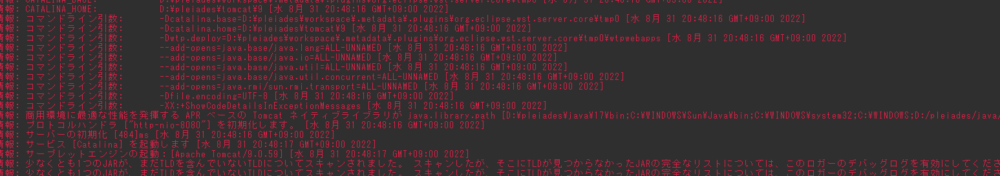 情報: CATALINA_BASE: D:¥pleiades¥workspace¥.metadata¥.plugins¥org.eclipse.wst.server.core¥tmp0 [水 8月 31 20:48:16 GMT+09:00 2022]
情報: CATALINA_HOME: D:¥pleiades¥tomcat¥9 [水 8月 31 20:48:16 GMT+09:00 2022]
情報: コマンドライン引数: -Dcatalina.base=D:¥pleiades¥workspace¥.metadata¥.plugins¥org.eclipse.wst.server.core¥tmp0 [水 8月 31 20:48:16 GMT+09:00 2022]
情報: コマンドライン引数: -Dcatalina.home=D:¥pleiades¥tomcat¥9 [水 8月 31 20:48:16 GMT+09:00 2022]
情報: コマンドライン引数: -Dwtp.deploy=D:¥pleiades¥workspace¥.metadata¥.plugins¥org.eclipse.wst.server.core¥tmp0¥wtpwebapps [水 8月 31 20:48:16 GMT+09:00 2022]
情報: コマンドライン引数: --add-opens=java.base/java.lang=ALL-UNNAMED [水 8月 31 20:48:16 GMT+09:00 2022]
情報: コマンドライン引数: --add-opens=java.base/java.io=ALL-UNNAMED [水 8月 31 20:48:16 GMT+09:00 2022]
情報: コマンドライン引数: --add-opens=java.base/java.util=ALL-UNNAMED [水 8月 31 20:48:16 GMT+09:00 2022]
情報: コマンドライン引数: --add-opens=java.base/java.util.concurrent=ALL-UNNAMED [水 8月 31 20:48:16 GMT+09:00 2022]
情報: コマンドライン引数: --add-opens=java.rmi/sun.rmi.transport=ALL-UNNAMED [水 8月 31 20:48:16 GMT+09:00 2022]
情報: コマンドライン引数: -Dfile.encoding=UTF-8 [水 8月 31 20:48:16 GMT+09:00 2022]
情報: コマンドライン引数: -XX:+ShowCodeDetailsInExceptionMessages [水 8月 31 20:48:16 GMT+09:00 2022]
情報: 商用環境に最適な性能を発揮する APR ベースの Tomcat ネイティブライブラリが java.library.path [D:¥pleiades¥java¥17¥bin;C:¥WINDOWS¥Sun¥Java¥bin;C:¥WINDOWS¥system32;C:¥WINDOWS;D:/pleiades/java/
情報: プロトコルハンドラ ["http-nio-8080"] を初期化します。 [水 8月 31 20:48:16 GMT+09:00 2022]
情報: サーバーの初期化 [484]ms [水 8月 31 20:48:16 GMT+09:00 2022]
情報: サービス [Catalina] を起動します [水 8月 31 20:48:17 GMT+09:00 2022]
情報: サーブレットエンジンの起動：[Apache Tomcat/9.0.59] [水 8月 31 20:48:17 GMT+09:00 2022]
情報: 少なくとも1つのJARが、まだTLDを含んでいないTLDについてスキャンされました。 スキャンしたが、そこにTLDが見つからなかったJARの完全なリストについては、このロガーのデバッグログを有効にしてくださ
情報: 少なくとも1つのJARが、まだTLDを含んでいないTLDについてスキャンされました。 スキャンしたが、そこにTLDが見つからなかったJARの完全なリストについては、このロガーのデバッグログを有効にしてくださ